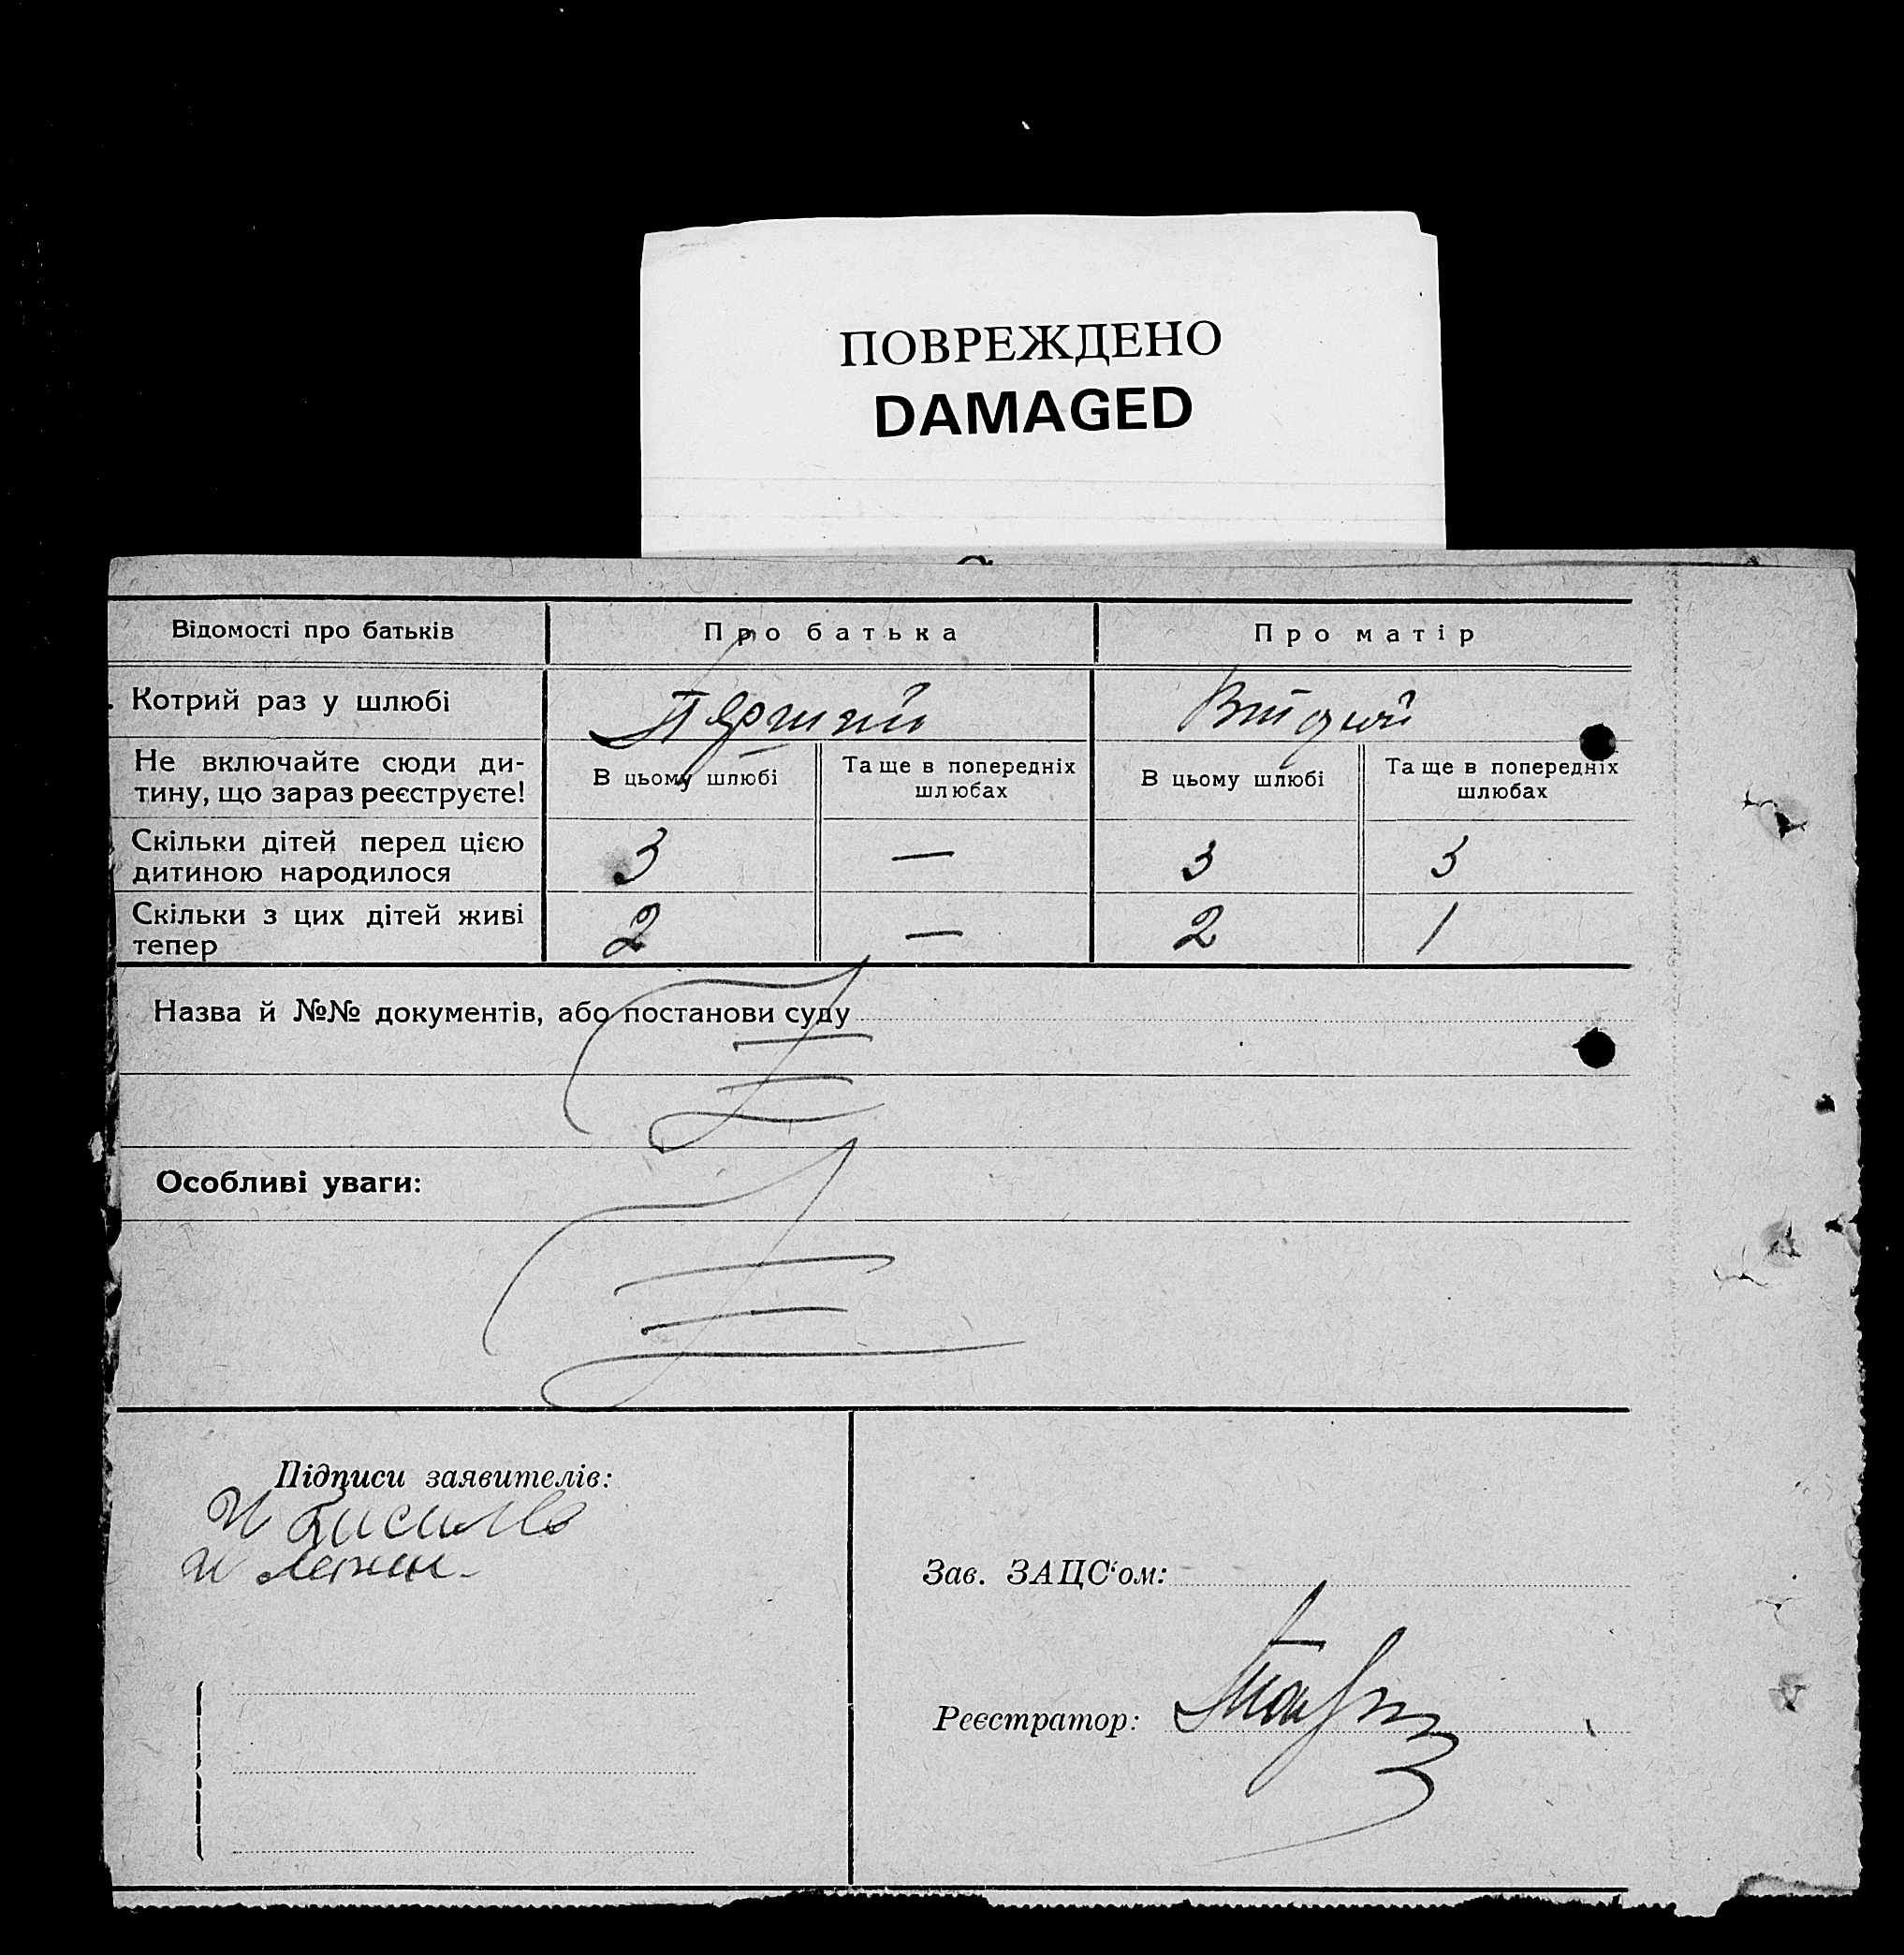 ПОВРЕЖДЕНО
DAMAGED
Відомості про батьків
Про батька
Про матір
Котрий раз у шлюбі
Перший
Не включайте сюди ди-
тину, що зараз реєструєте!
В цьому шлюбі
Та ще в попередніх
шлюбах
В цьому шлюбі
Та ще в попередніх
шлюбах
Скільки дітей перед цією
дитиною народилося
3 — 3 3
Скільки з цих дітей живі
тепер
2 — 2 1
Назва й №№ документів, або постанови суду
Особливі уваги:
Підписи заявителів:
Зав. ЗАЦС‘ом:
Реєстратор: